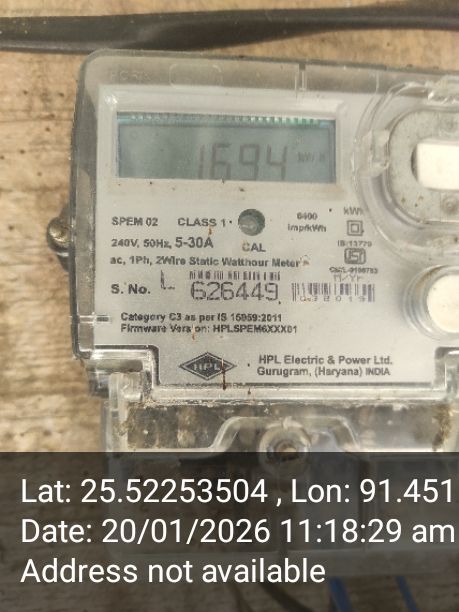 1694 kWh
SPEM 02 CLASS 1
6400 imp/kWh
kWh
240V, 50Hz, 5-30A
CAL
IS:13779
ac, 1Ph, 2Wire Static Watthour Meter
M/Yr
S. No. L 626449
Category C3 as per IS 15959:2011
Firmware Version: HPLSPEM6XXX01
HPL
HPL Electric & Power Ltd.
Gurugram, (Haryana) INDIA
Lat: 25.52253504 , Lon: 91.451
Date: 20/01/2026 11:18:29 am
Address not available